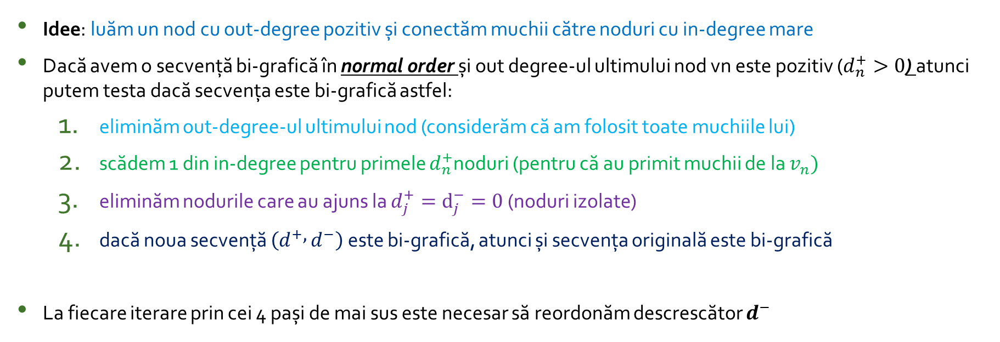 • Idee: luăm un nod cu out-degree pozitiv și conectăm muchii către noduri cu in-degree mare
• Dacă avem o secvență bi-grafică în normal order și out degree-ul ultimului nod vn este pozitiv (d_n^+ > 0) atunci
putem testa dacă secvența este bi-grafică astfel:
1. eliminăm out-degree-ul ultimului nod (considerăm că am folosit toate muchiile lui)
2. scădem 1 din in-degree pentru primele d_n^+ noduri (pentru că au primit muchii de la v_n)
3. eliminăm nodurile care au ajuns la d_j^+ = d_j^- = 0 (noduri izolate)
4. dacă noua secvență (d^+, d^-) este bi-grafică, atunci și secvența originală este bi-grafică
• La fiecare iterare prin cei 4 pași de mai sus este necesar să reordonăm descrescător d^-